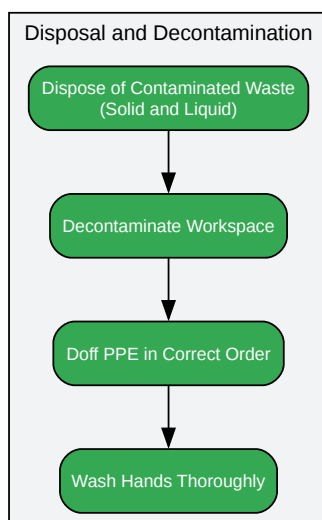 Disposal and Decontamination
Dispose of Contaminated Waste
(Solid and Liquid)
Decontaminate Workspace
Doff PPE in Correct Order
Wash Hands Thoroughly